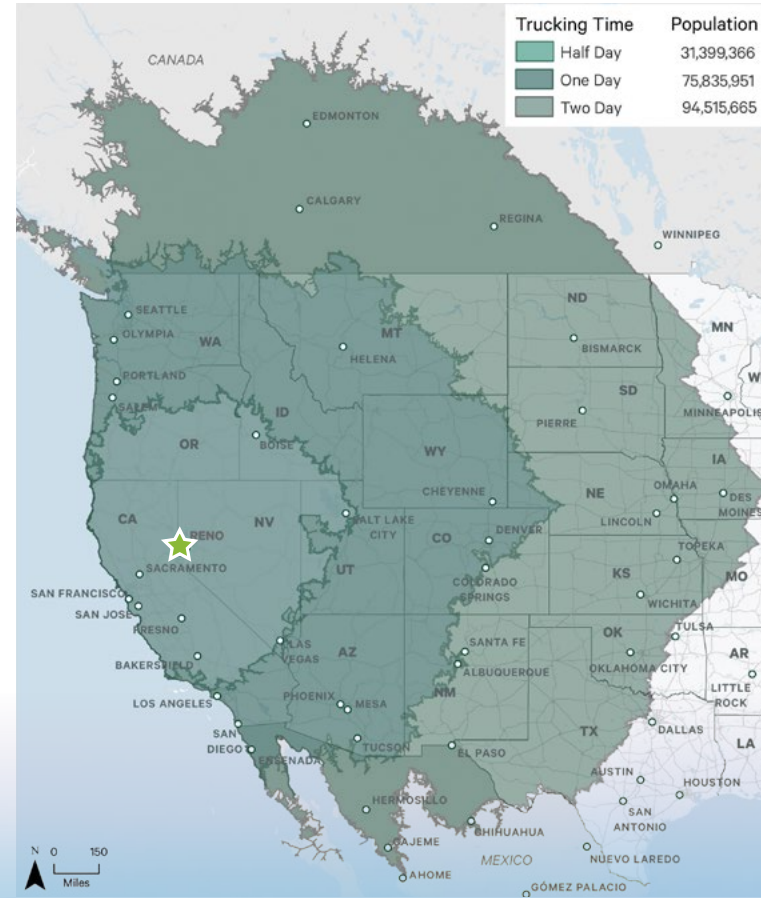 Trucking Time Population
Half Day 31,399,366
One Day 75,835,951
Two Day 94,515,665
CANADA
EDMONTON
CALGARY
REGINA
WINNIPEG
SEATTLE
OLYMPIA
WA
PORTLAND
SALEM
MT
HELENA
ND
BISMARCK
MN
MINNEAPOLIS
W
SD
PIERRE
ID
BOISE
OR
WY
CHEYENNE
IA
DES
MOINES
OMAHA
NE
LINCOLN
CA
RENO
NV
SACRAMENTO
SALT LAKE
CITY
UT
CO
DENVER
COLORADO
SPRINGS
TOPEKA
KS
MO
WICHITA
SAN FRANCISCO
SAN JOSE
FRESNO
BAKERSFIELD
LAS
VEGAS
LOS ANGELES
AZ
PHOENIX
MESA
TUCSON
SANTA FE
ALBUQUERQUE
NM
TULSA
OK
OKLAHOMA CITY
AR
LITTLE
ROCK
SAN
DIEGO
ENSENADA
EL PASO
TX
DALLAS
LA
AUSTIN
HOUSTON
SAN
ANTONIO
HERMOSILLO
CHIHUAHUA
CAJEME
MEXICO
NUEVO LAREDO
AHOME
GÓMEZ PALACIO
N 0 150
Miles